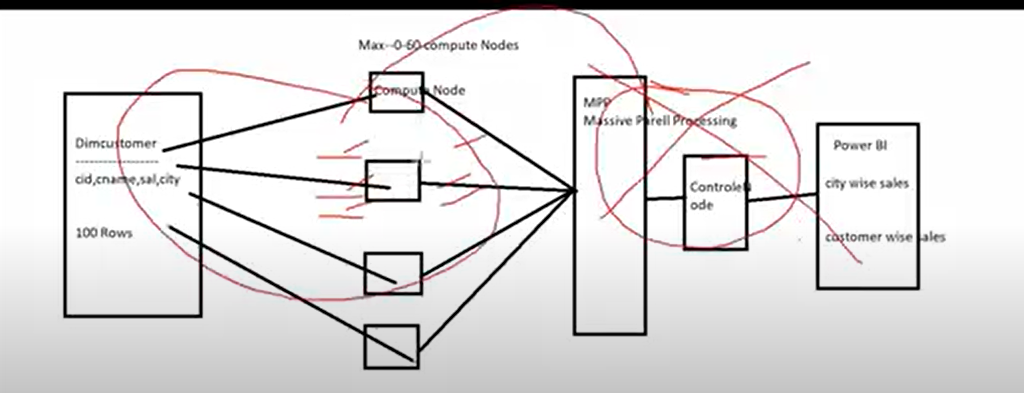 Max--0-60 compute Nodes
Compute Node
Dimcustomer
------------------
cid,cname,sal,city
100 Rows
MPP
Massive Parell Processing
ControleN
ode
Power BI
city wise sales
customer wise sales